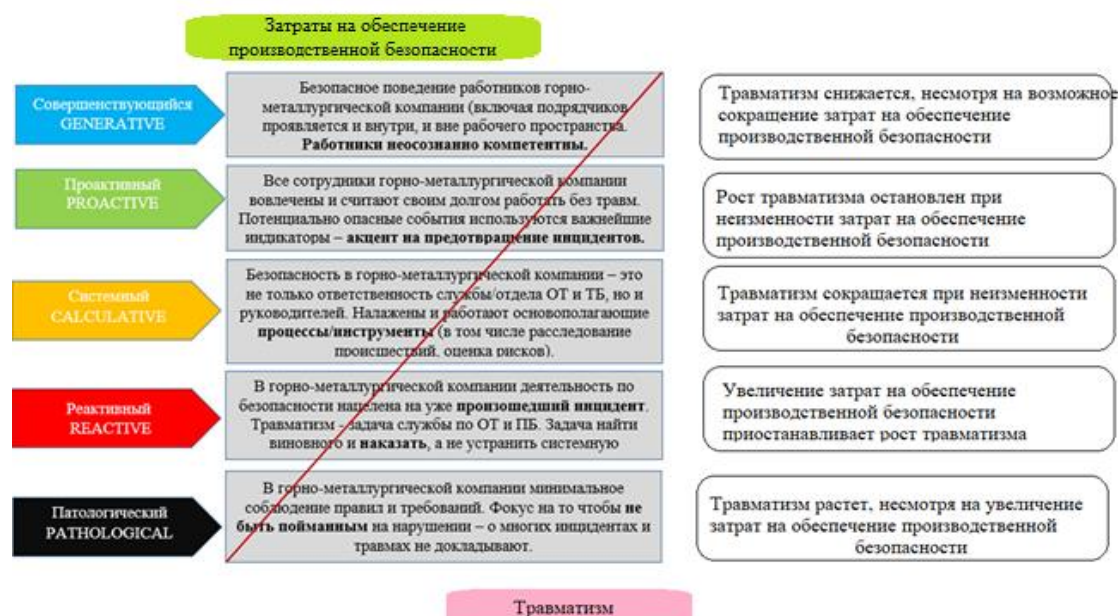 Затраты на обеспечение
производственной безопасности
Совершенствующийся
GENERATIVE
Безопасное поведение работников горно-
металлургической компании (включая подрядчиков
проявляется и внутри, и вне рабочего пространства.
Работники неосознанно компетентны.
Травматизм снижается, несмотря на возможное
сокращение затрат на обеспечение
производственной безопасности
Проактивный
PROACTIVE
Все сотрудники горно-металлургической компании
вовлечены и считают своим долгом работать без травм.
Потенциально опасные события используются важнейшие
индикаторы – акцент на предотвращение инцидентов.
Рост травматизма остановлен при
неизменности затрат на обеспечение
производственной безопасности
Системный
CALCULATIVE
Безопасность в горно-металлургической компании – это
не только ответственность службы/отдела ОТ и ТБ, но и
руководителей. Налажены и работают основополагающие
процессы/инструменты (в том числе расследование
происшествий, оценка рисков).
Травматизм сокращается при неизменности
затрат на обеспечение производственной
безопасности
Реактивный
REACTIVE
В горно-металлургической компании деятельность по
безопасности нацелена на уже произошедший инцидент.
Травматизм - задача службы по ОТ и ПБ. Задача найти
виновного и наказать, а не устранить системную
Увеличение затрат на обеспечение
производственной безопасности
приостанавливает рост травматизма
Патологический
PATHOLOGICAL
В горно-металлургической компании минимальное
соблюдение правил и требований. Фокус на то чтобы не
быть пойманным на нарушении – о многих инцидентах и
травмах не докладывают.
Травматизм растет, несмотря на увеличение
затрат на обеспечение производственной
безопасности
Травматизм